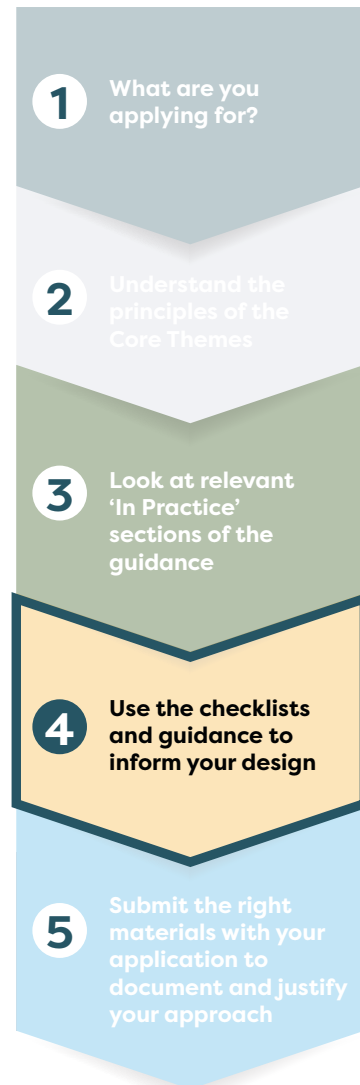 1
What are you
applying for?
2
Understand the
principles of the
Core Themes
3
Look at relevant
‘In Practice’
sections of the
guidance
4
Use the checklists
and guidance to
inform your design
5
Submit the right
materials with your
application to
document and justify
your approach